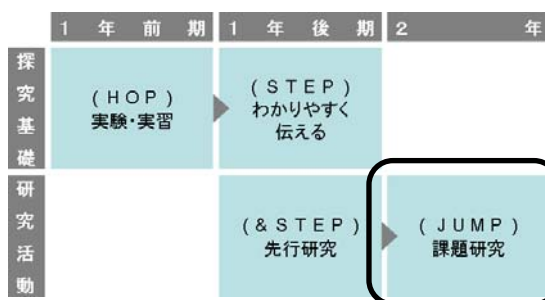 1年前期
1年後期
2年
探究基礎
(HOP)
実験・実習
(STEP)
わかりやすく
伝える
研究活動
(&STEP)
先行研究
(JUMP)
課題研究